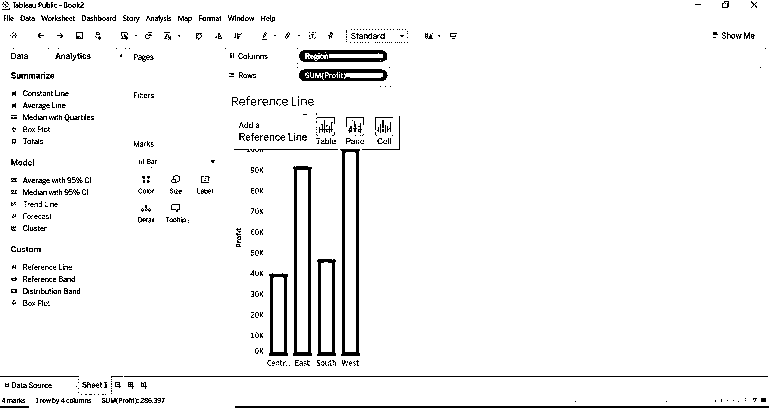 Tableau Public - Book2
File Data Worksheet Dashboard Story Analysis Map Format Window Help
Standard
Show Me
Data Analytics
Pages
Columns Region
Rows SUM(Profit)
Summarize
Constant Line
Average Line
Median with Quartiles
Box Plot
Totals
Model
Average with 95% CI
Median with 95% CI
Trend Line
Forecast
Cluster
Custom
Reference Line
Reference Band
Distribution Band
Box Plot
Filters
Marks
Bar
Color Size Label
Detail Tooltip
Reference Line
Add a
Reference Line
Table Pane Cell
100K
90K
80K
70K
60K
50K
40K
30K
20K
10K
0K
Profit
Centr.. East South West
Data Source Sheet 1
4 marks 1 row by 4 columns SUM(Profit): 286,397